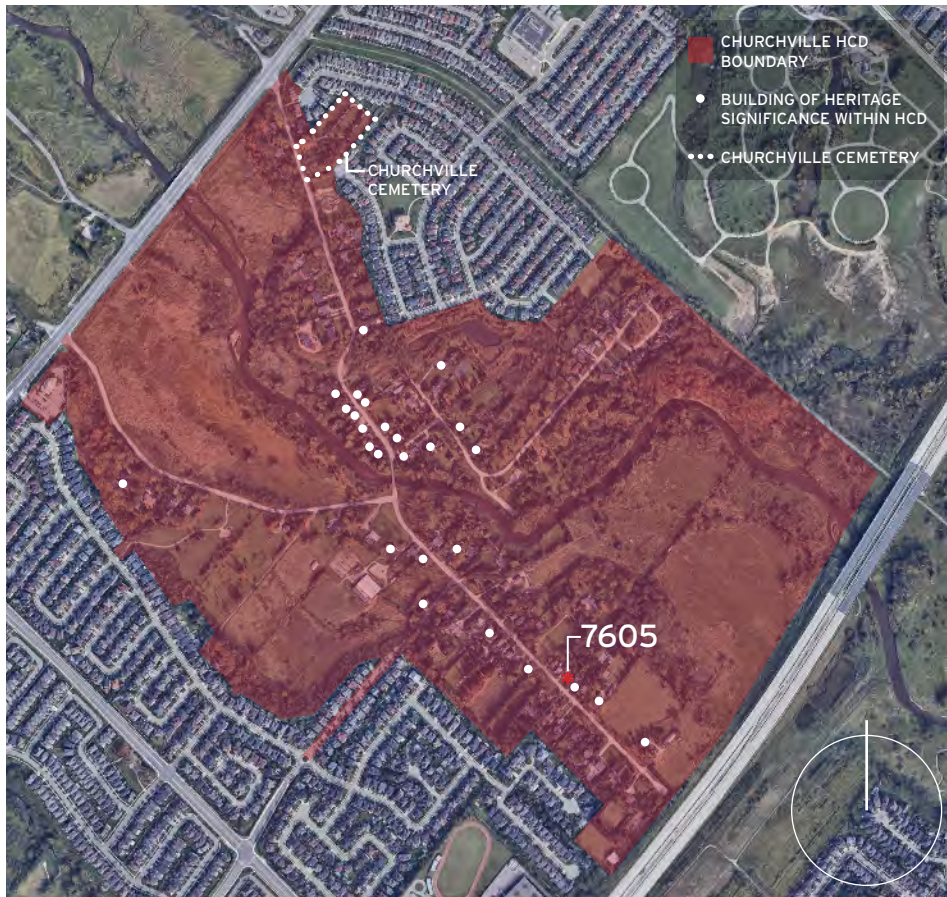 CHURCHVILLE HCD
BOUNDARY
BUILDING OF HERITAGE
SIGNIFICANCE WITHIN HCD
CHURCHVILLE CEMETERY
CHURCHVILLE
CEMETERY
7605